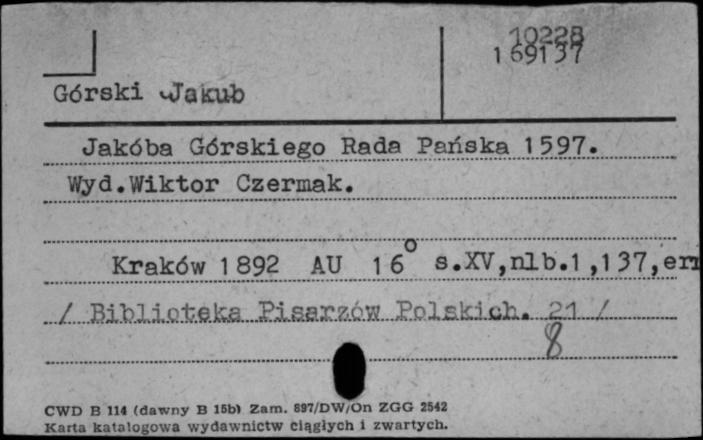 10228
169137
Górski Jakub
Jakóba Górskiego Rada Pańska 1597.
Wyd.Wiktor Czermak.
Kraków 1892 AU 16° s.XV,nlb.1,137,err
/ Biblioteka Pisarzów Polskich. 21 /
8
CWD B 114 (dawny B 15b) Zam. 897/DW/On ZGG 2542
Karta katalogowa wydawnictw ciągłych i zwartych.